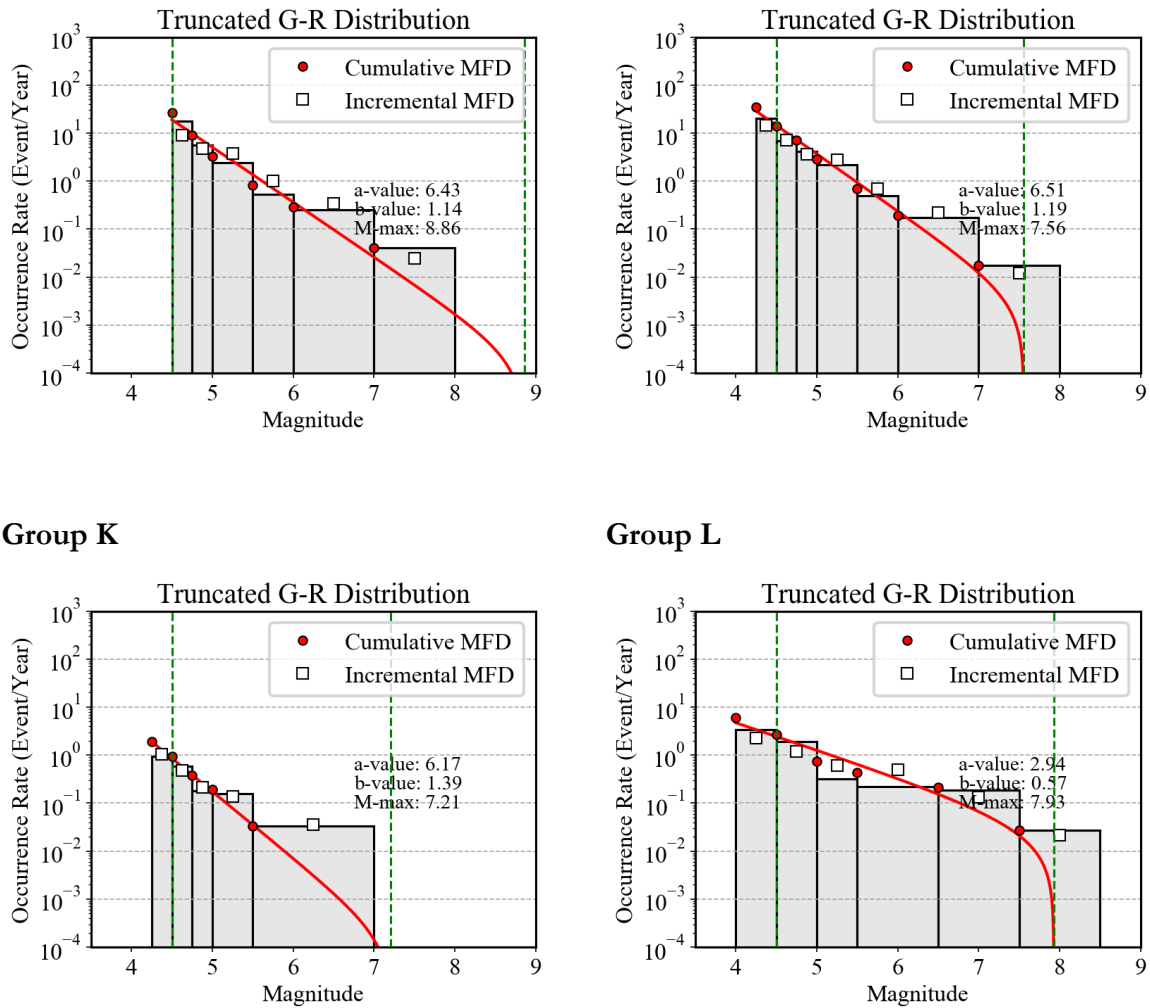 Truncated G-R Distribution
Occurrence Rate (Event/Year)
10^3
10^2
10^1
10^0
10^-1
10^-2
10^-3
10^-4
Cumulative MFD
Incremental MFD
a-value: 6.43
b-value: 1.14
M-max: 8.86
4 5 6 7 8 9
Magnitude
Truncated G-R Distribution
Occurrence Rate (Event/Year)
10^3
10^2
10^1
10^0
10^-1
10^-2
10^-3
10^-4
Cumulative MFD
Incremental MFD
a-value: 6.51
b-value: 1.19
M-max: 7.56
4 5 6 7 8 9
Magnitude
Group K
Truncated G-R Distribution
Occurrence Rate (Event/Year)
10^3
10^2
10^1
10^0
10^-1
10^-2
10^-3
10^-4
Cumulative MFD
Incremental MFD
a-value: 6.17
b-value: 1.39
M-max: 7.21
4 5 6 7 8 9
Magnitude
Group L
Truncated G-R Distribution
Occurrence Rate (Event/Year)
10^3
10^2
10^1
10^0
10^-1
10^-2
10^-3
10^-4
Cumulative MFD
Incremental MFD
a-value: 2.94
b-value: 0.57
M-max: 7.93
4 5 6 7 8 9
Magnitude